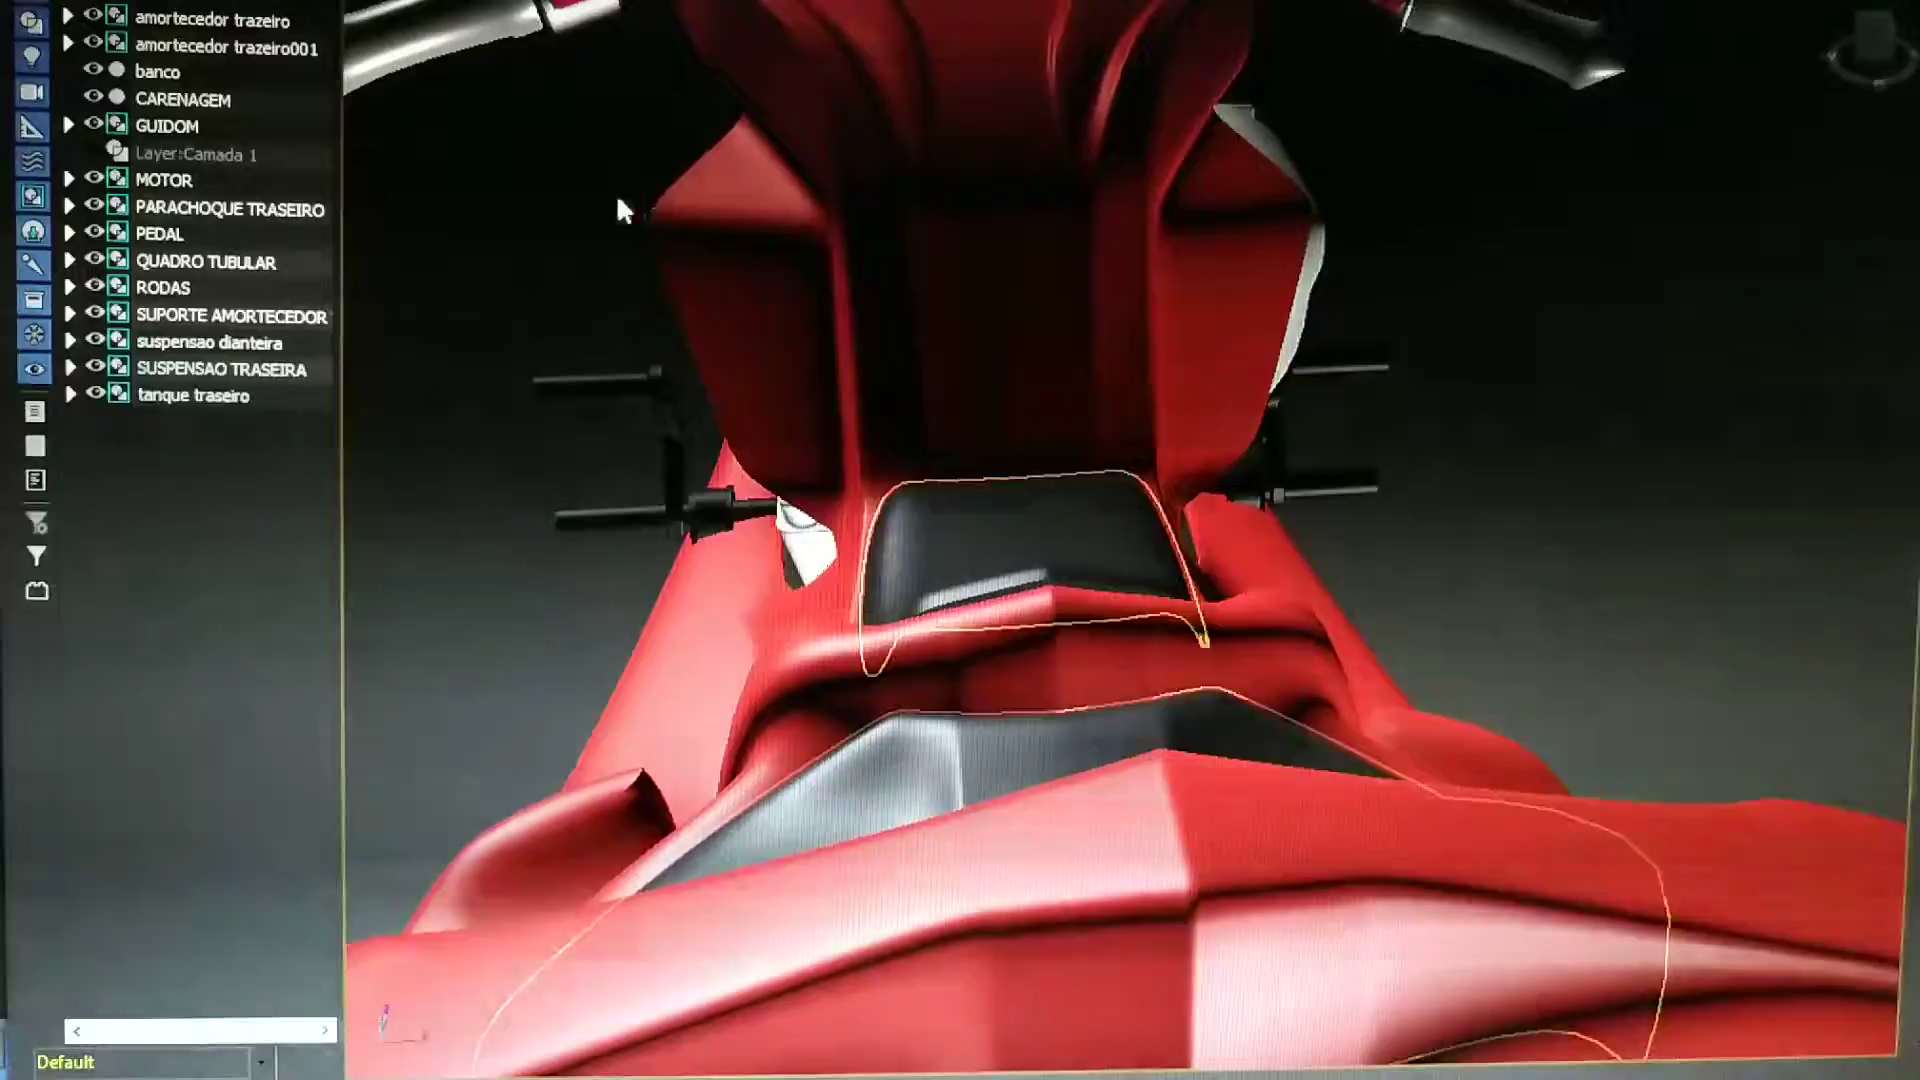 amortecedor trazeiro
amortecedor trazeiro001
banco
CARENAGEM
GUIDOM
Layer:Camada 1
MOTOR
PARACHOQUE TRASEIRO
PEDAL
QUADRO TUBULAR
RODAS
SUPORTE AMORTECEDOR
suspensao dianteira
SUSPENSAO TRASEIRA
tanque traseiro
Default